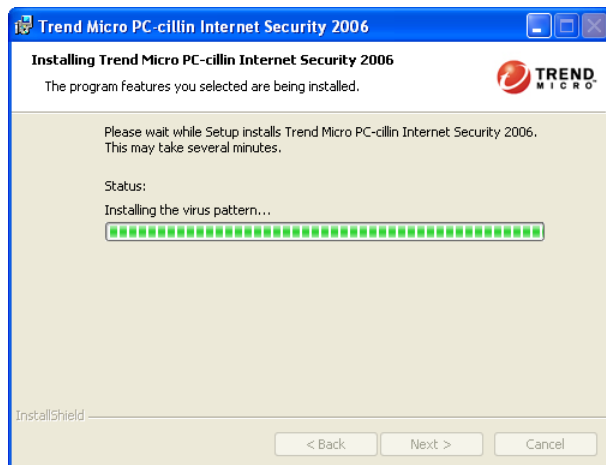 Trend Micro PC-cillin Internet Security 2006
Installing Trend Micro PC-cillin Internet Security 2006
The program features you selected are being installed.
TREND
MICRO
Please wait while Setup installs Trend Micro PC-cillin Internet Security 2006.
This may take several minutes.
Status:
Installing the virus pattern...
InstallShield
< Back
Next >
Cancel